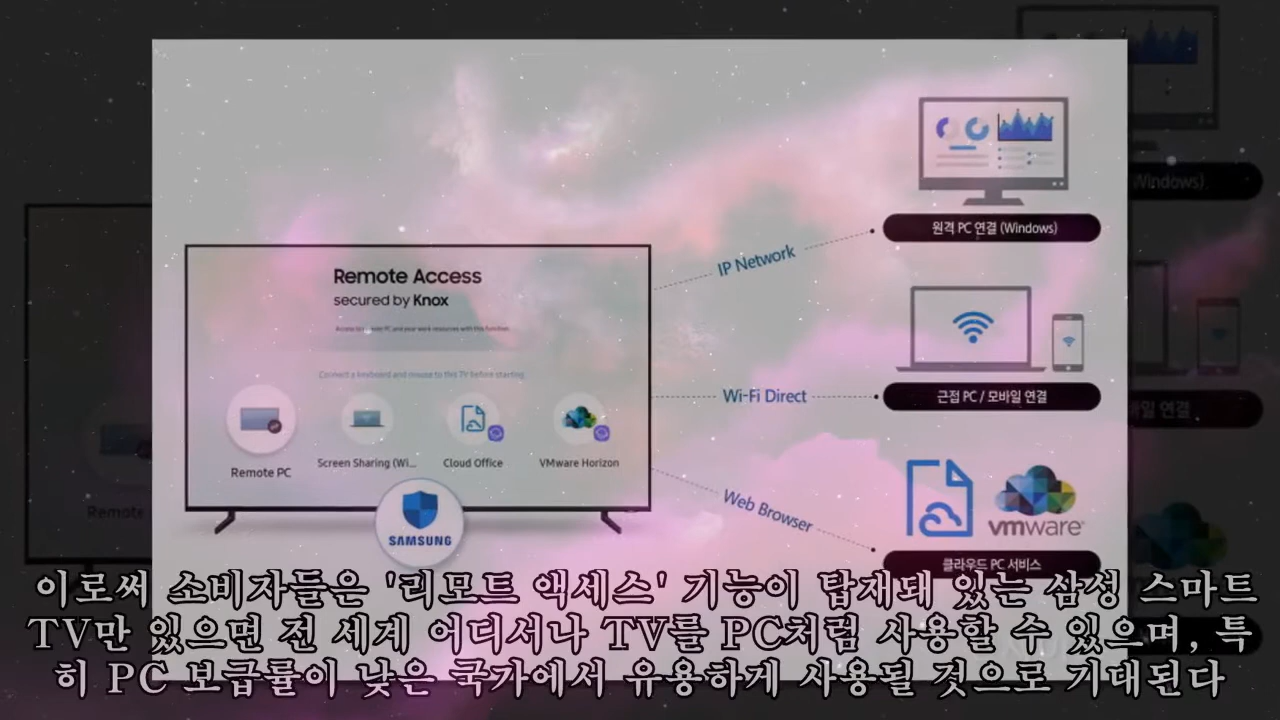 Remote Access
secured by Knox
Connect a keyboard and mouse to this TV before starting.
Remote PC
Screen Sharing (Wi...
Cloud Office
VMware Horizon
SAMSUNG
IP Network
원격 PC 연결 (Windows)
Wi-Fi Direct
근접 PC / 모바일 연결
Web Browser
vmware
클라우드 PC 서비스
Windows)
Remote
일 연결
이로써 소비자들은 '리모트 액세스' 기능이 탑재돼 있는 삼성 스마트
TV만 있으면 전 세계 어디서나 TV를 PC처럼 사용할 수 있으며, 특
히 PC 보급률이 낮은 국가에서 유용하게 사용될 것으로 기대된다